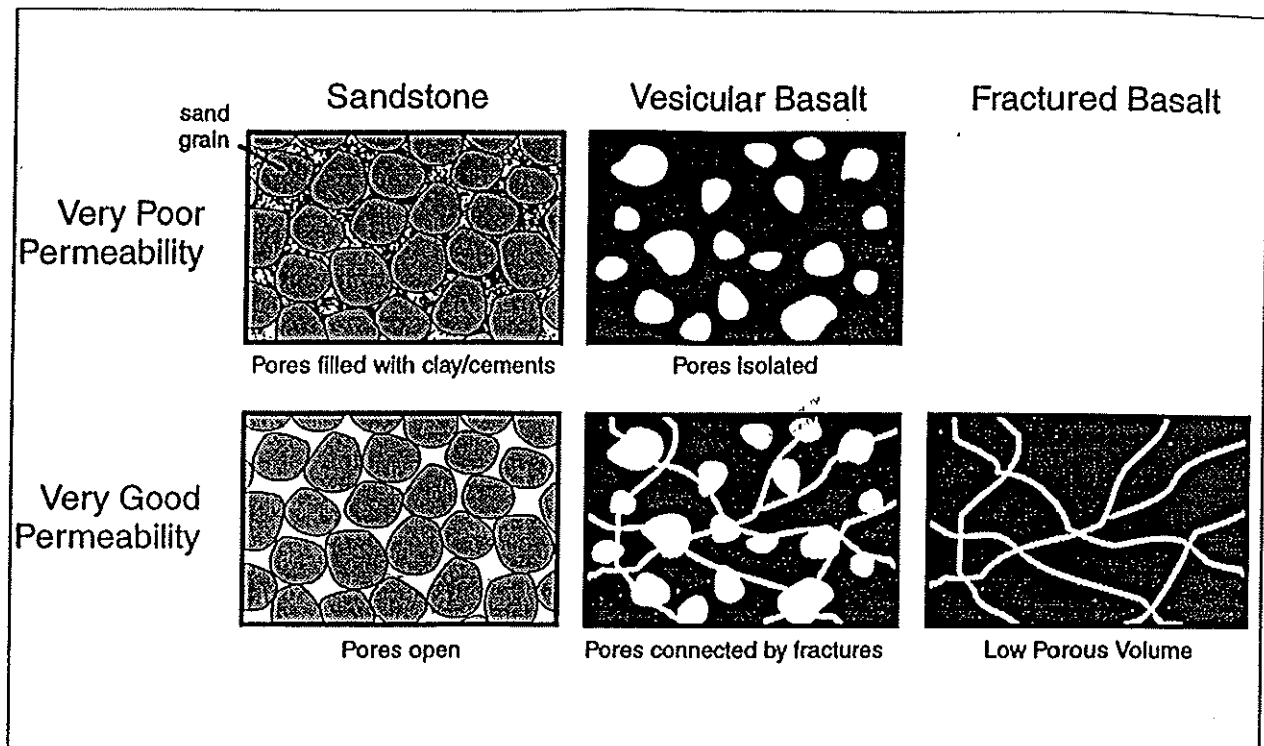 Sandstone
Vesicular Basalt
Fractured Basalt
sand
grain
Very Poor
Permeability
Pores filled with clay/cements
Pores isolated
Very Good
Permeability
Pores open
Pores connected by fractures
Low Porous Volume